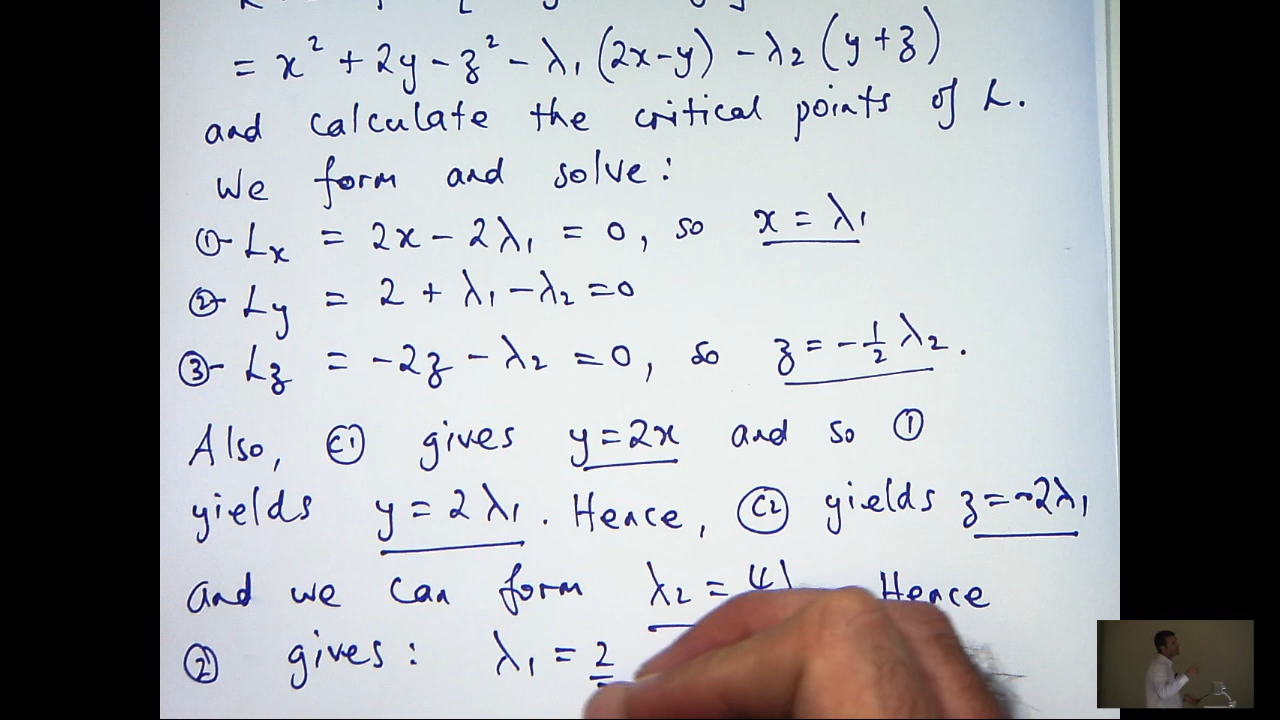 = x² + 2y - z² - λ₁ (2x-y) - λ₂ (y+z)
and calculate the critical points of L.
We form and solve:
①- Lx = 2x - 2λ₁ = 0, so x = λ₁
②- Ly = 2 + λ₁ - λ₂ = 0
③- Lz = -2z - λ₂ = 0, so z = -½ λ₂.
Also, C1 gives y = 2x and so ①
yields y = 2λ₁. Hence, C2 yields z = -2λ₁
and we can form λ₂ = 4λ Hence
② gives: λ₁ = 2